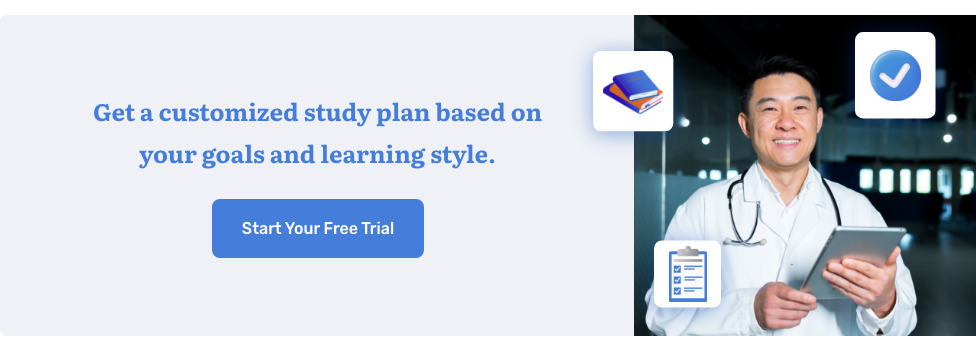 Get a customized study plan based on
your goals and learning style.
Start Your Free Trial